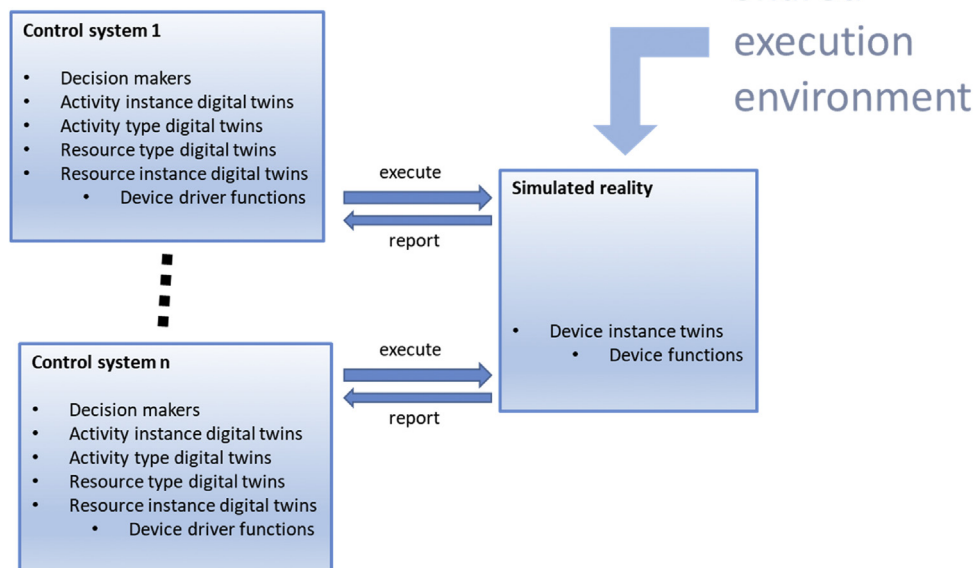 Control system 1
• Decision makers
• Activity instance digital twins
• Activity type digital twins
• Resource type digital twins
• Resource instance digital twins
• Device driver functions
execution
environment
execute
report
Simulated reality
• Device instance twins
• Device functions
Control system n
• Decision makers
• Activity instance digital twins
• Activity type digital twins
• Resource type digital twins
• Resource instance digital twins
• Device driver functions
execute
report